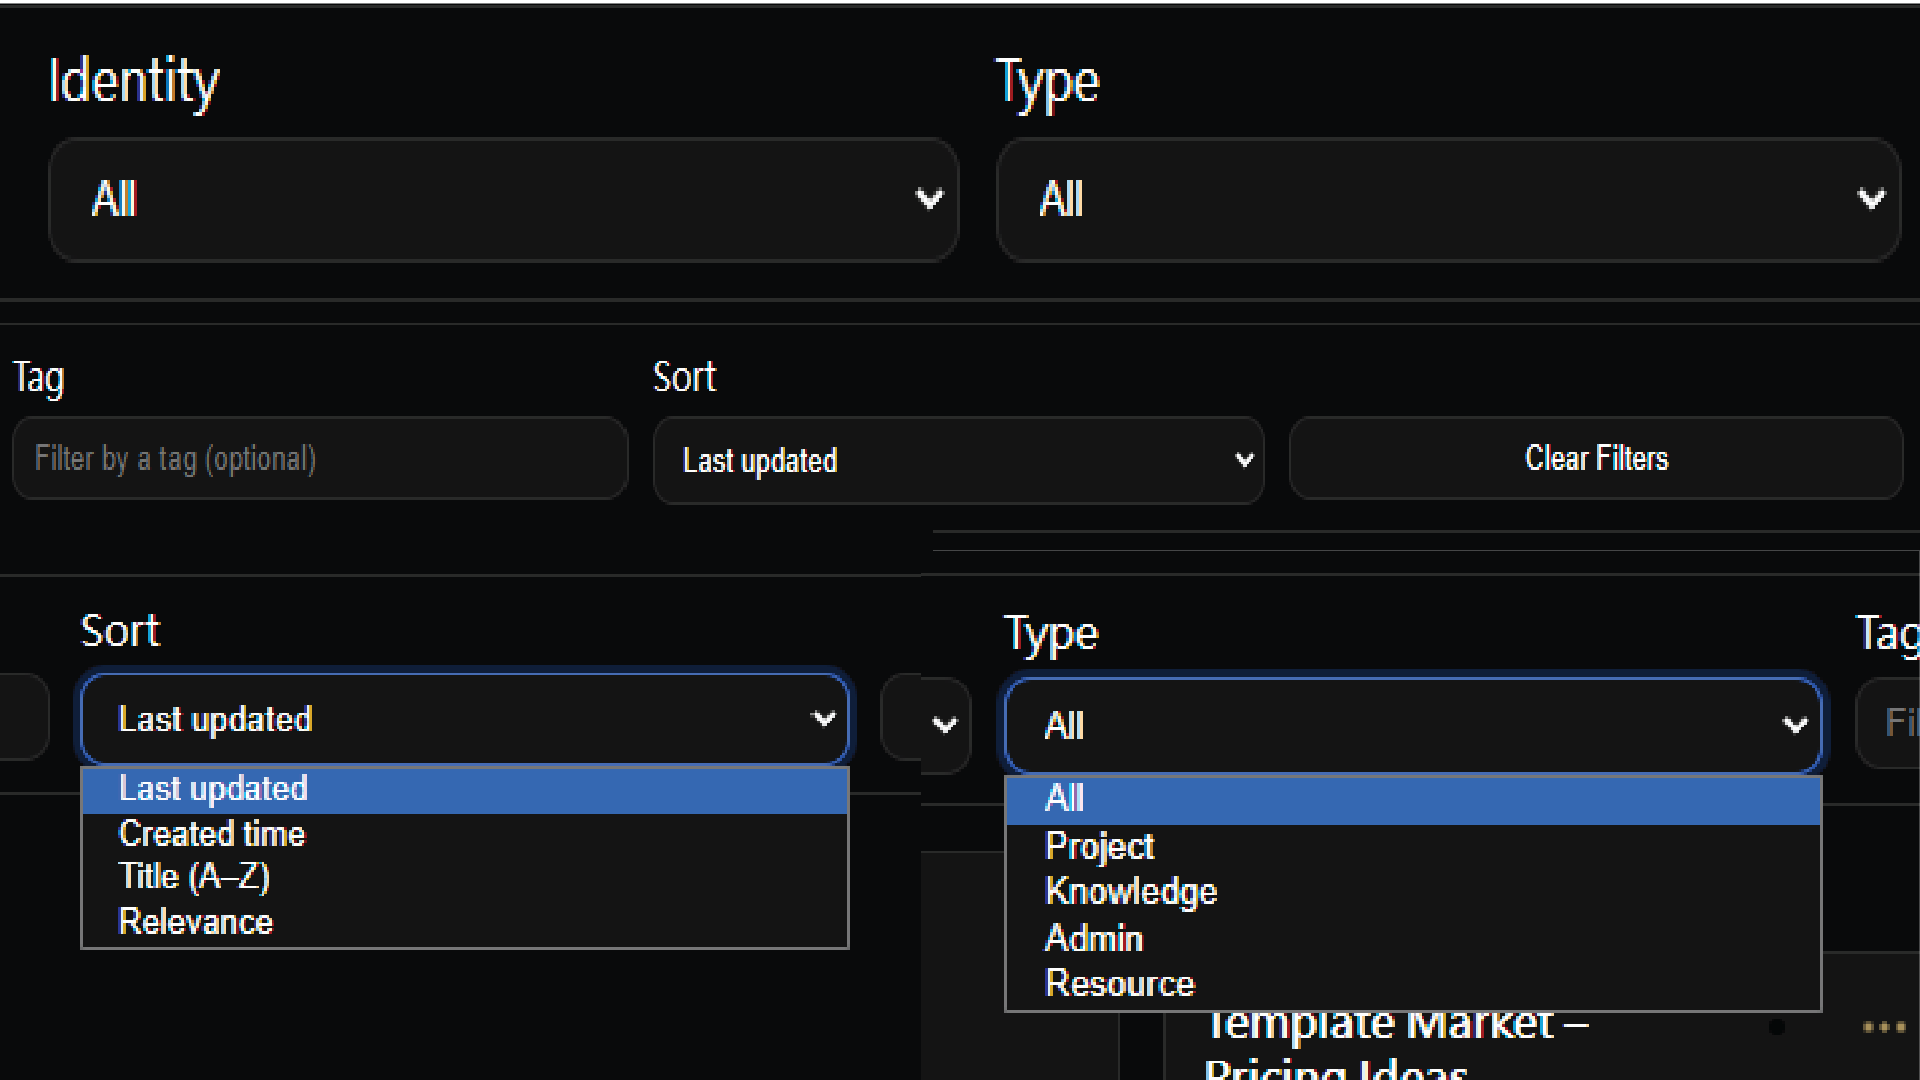 Identity Type
All All
Tag Sort
Filter by a tag (optional) Last updated Clear Filters
Sort
Last updated
Last updated
Created time
Title (A–Z)
Relevance
Type Tag
All Fil
All
Project
Knowledge
Admin
Resource
Template Market –
Pricing Ideas